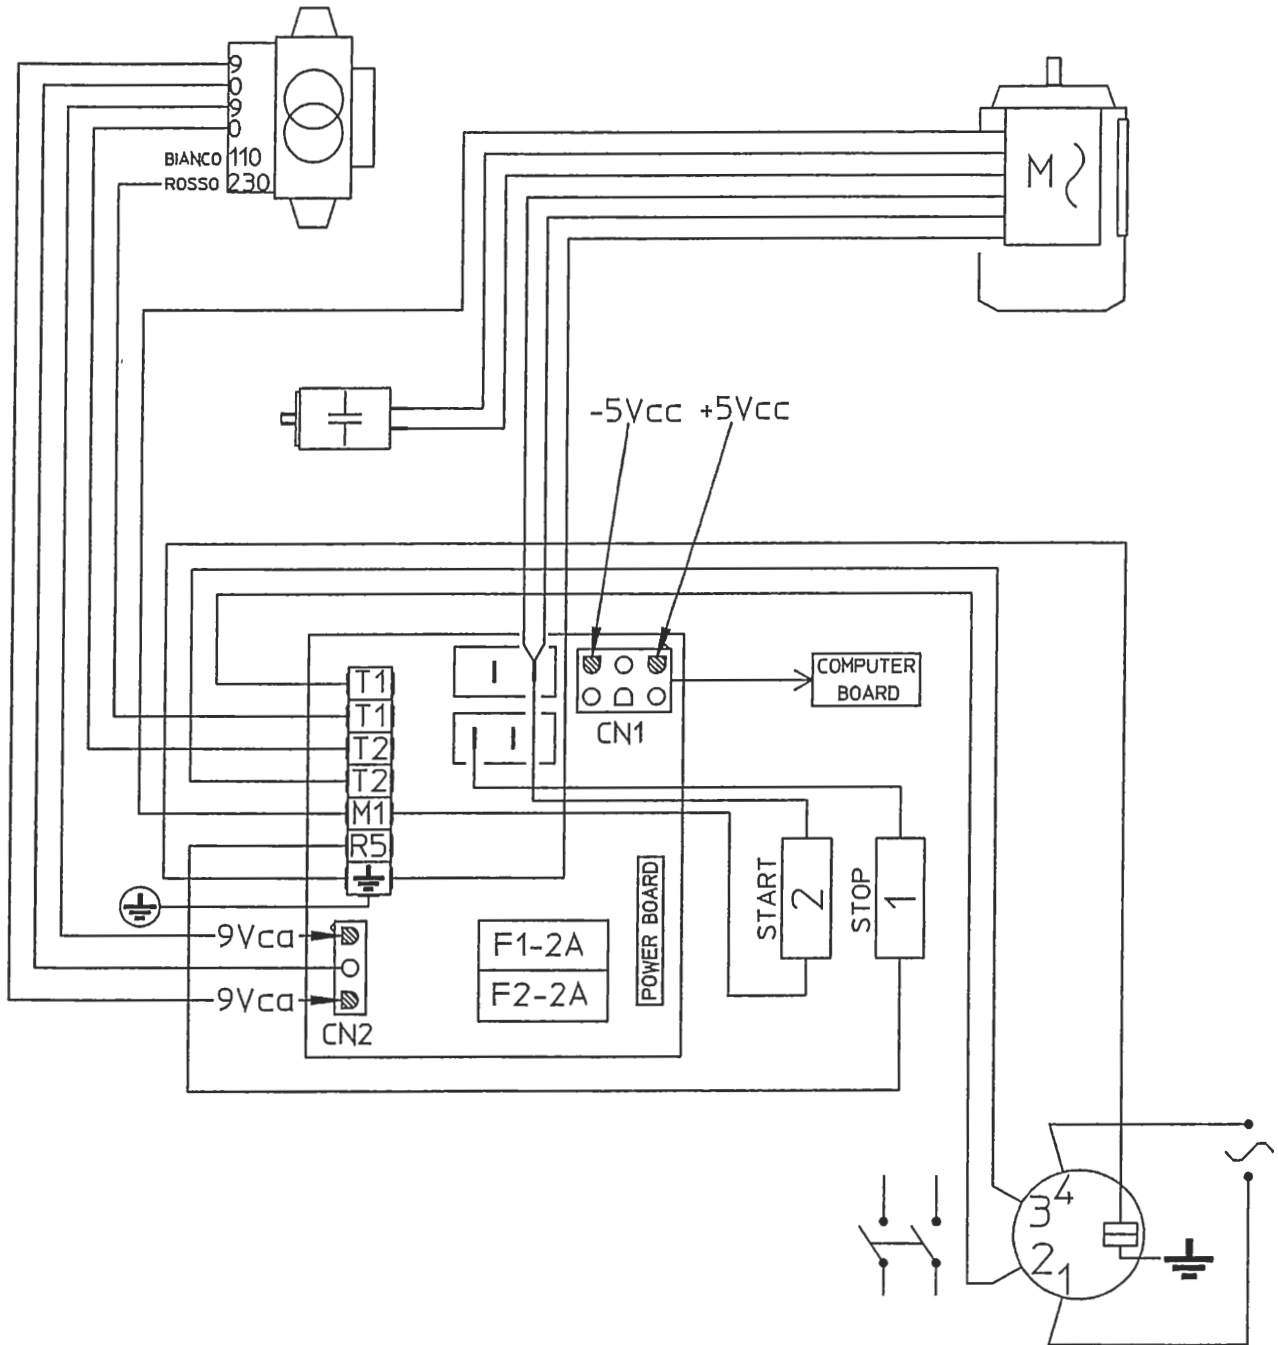 9
0
9
0
BIANCO 110
ROSSO 230
M
-5Vcc +5Vcc
T1
T1
T2
T2
M1
R5
CN1
COMPUTER
BOARD
START
2
STOP
1
POWER BOARD
9Vca
9Vca
CN2
F1-2A
F2-2A
4
3
2
1